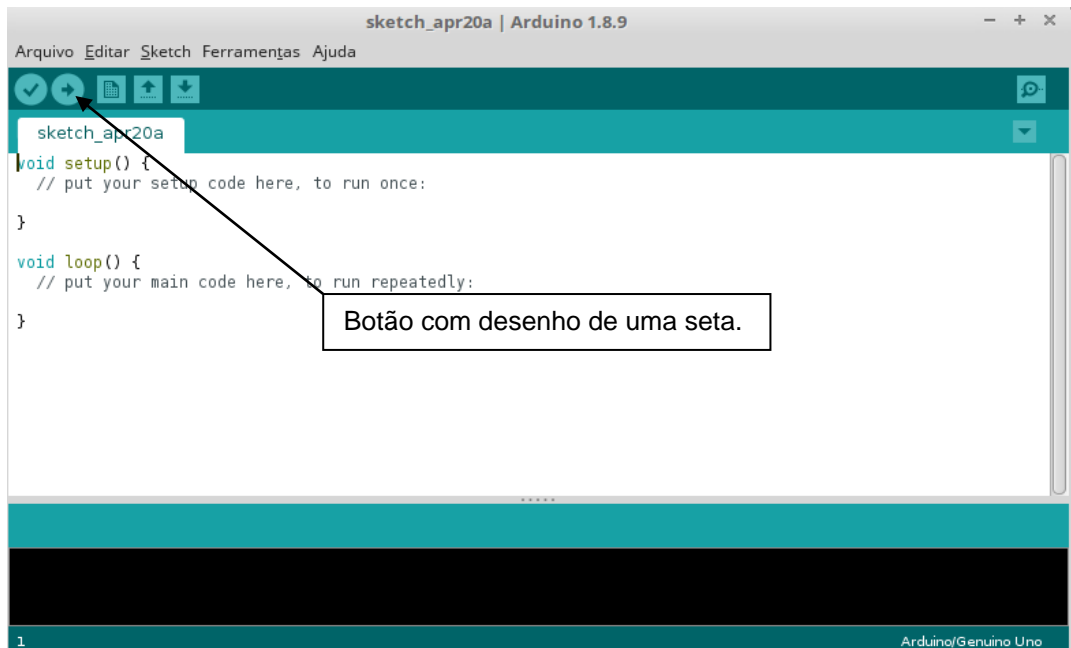 sketch_apr20a | Arduino 1.8.9
Arquivo Editar Sketch Ferramentas Ajuda
sketch_apr20a
void setup() {
  // put your setup code here, to run once:
}
void loop() {
  // put your main code here, to run repeatedly:
}
Botão com desenho de uma seta.
1
Arduino/Genuino Uno